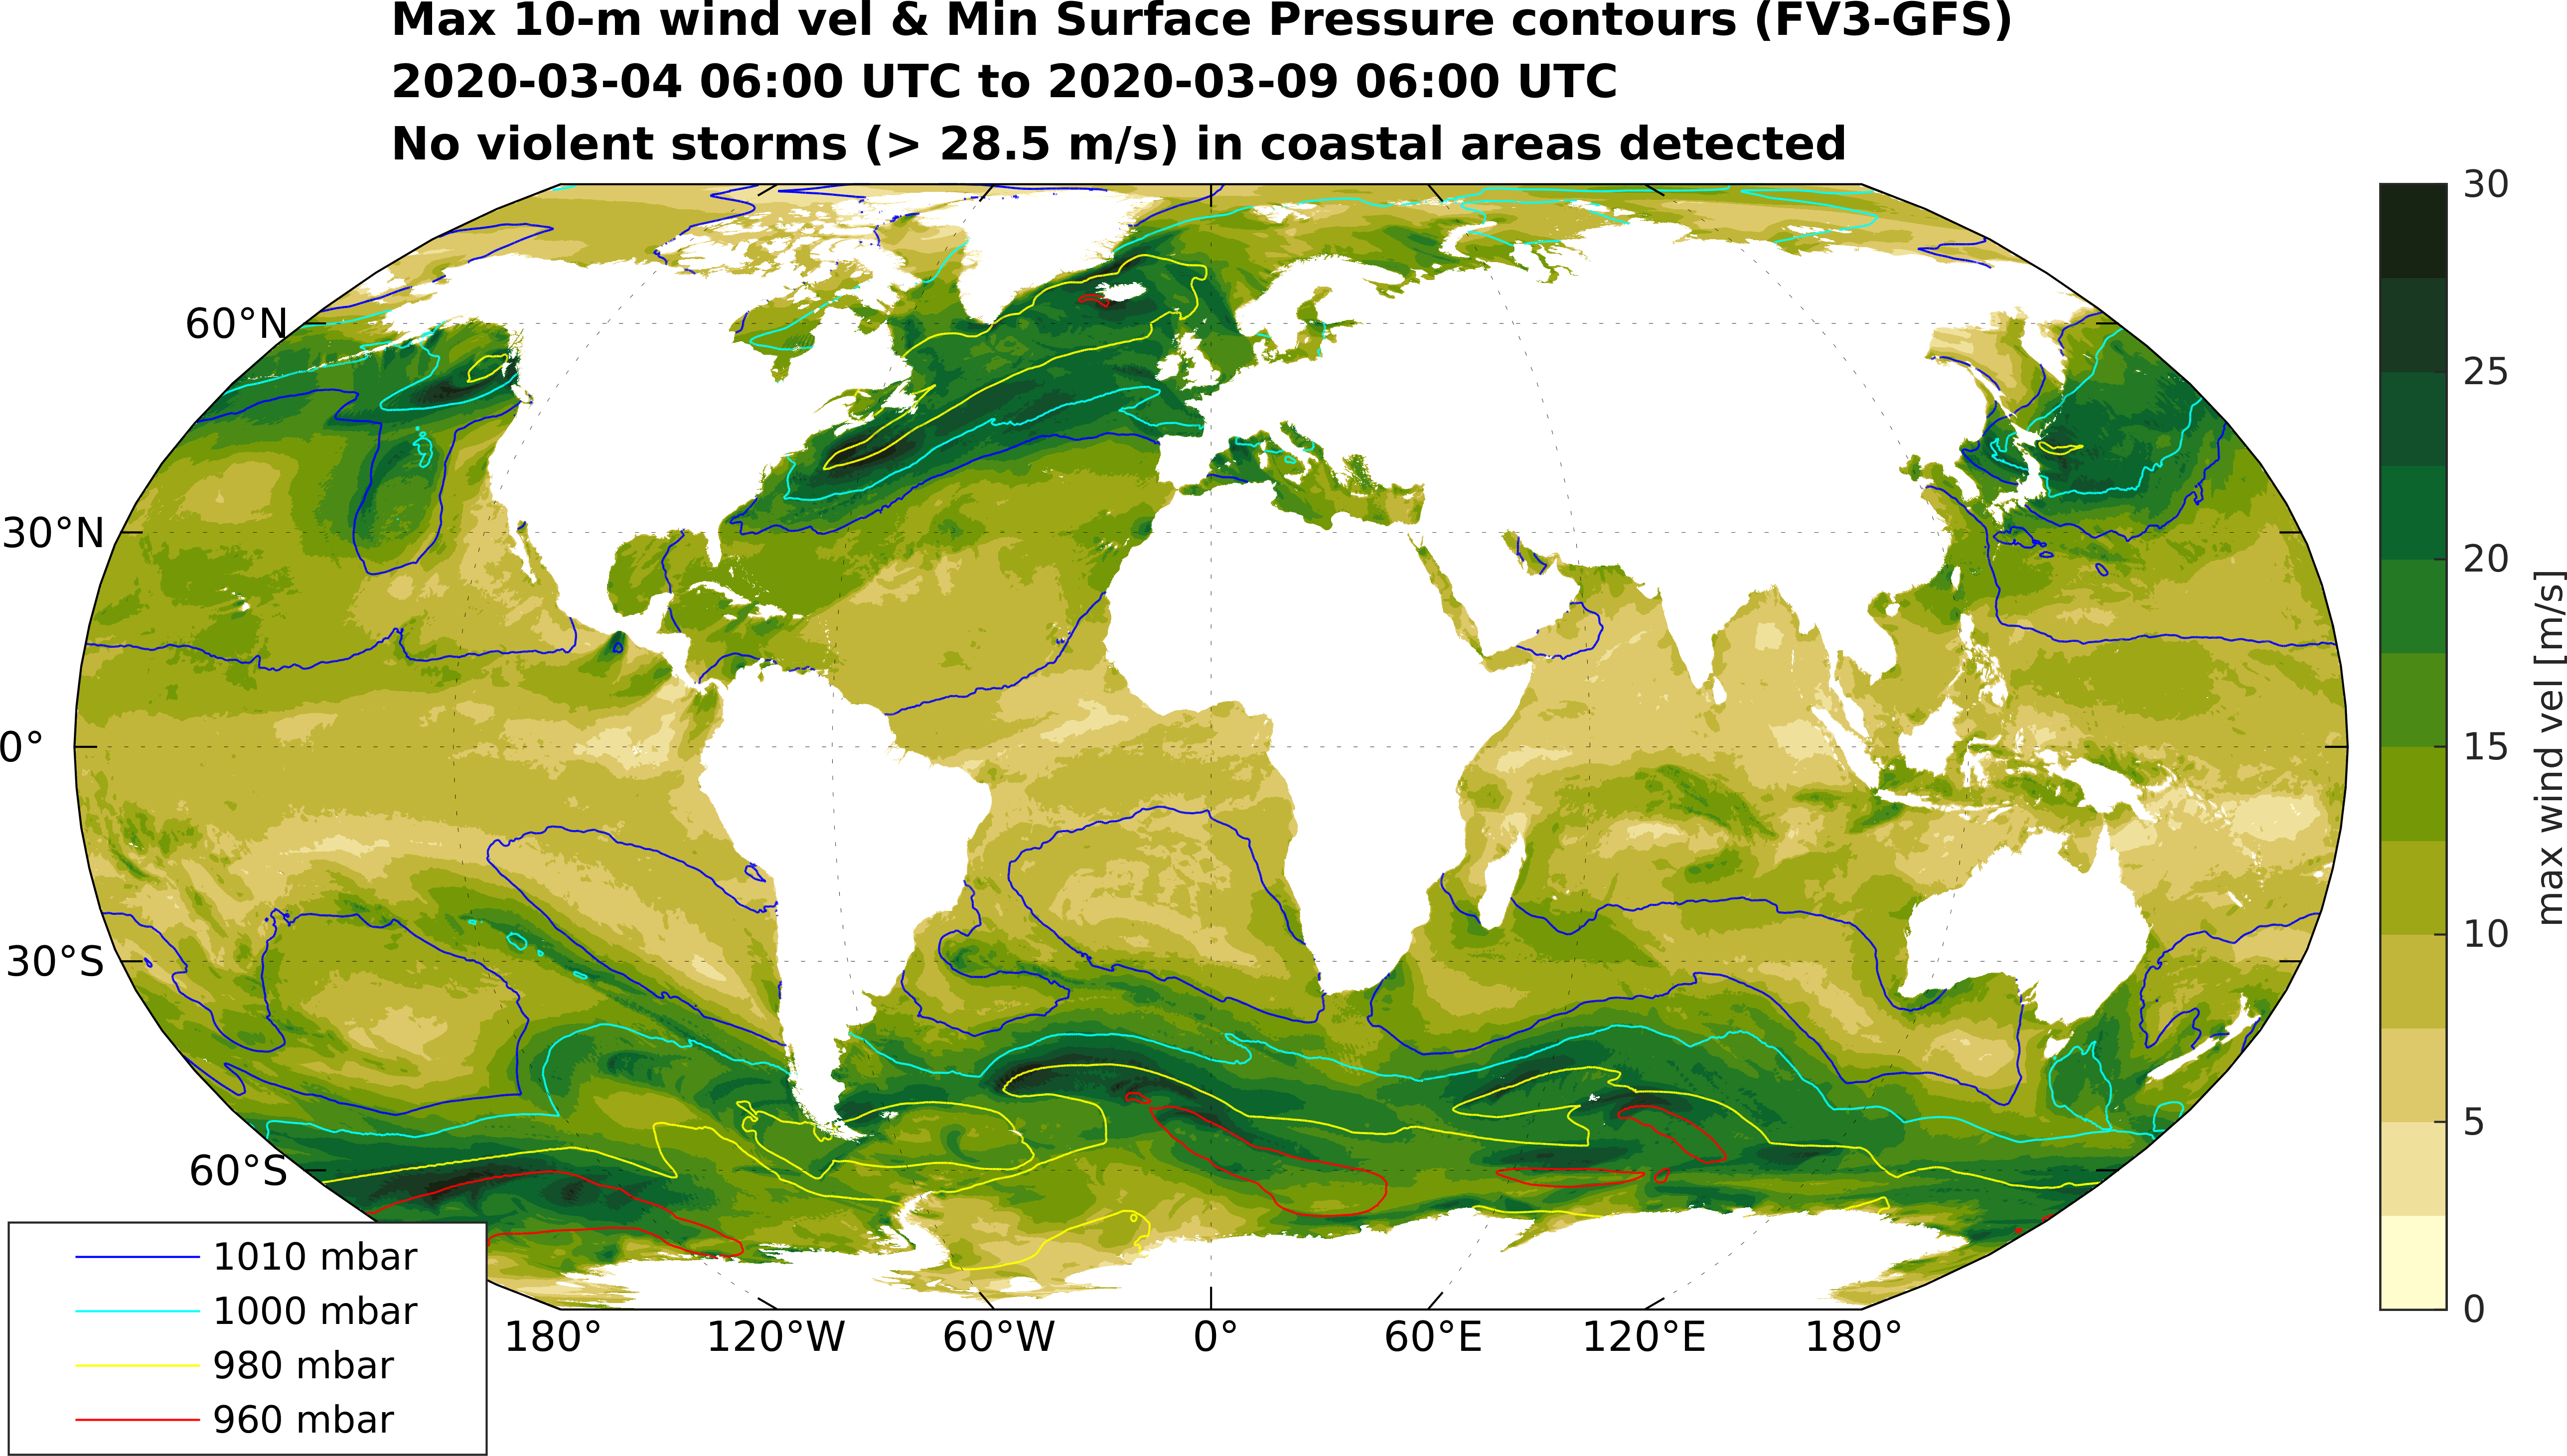 Max 10-m wind vel & Min Surface Pressure contours (FV3-GFS)
2020-03-04 06:00 UTC to 2020-03-09 06:00 UTC
No violent storms (> 28.5 m/s) in coastal areas detected
60°N
30°N
0°
30°S
60°S
180°
120°W
60°W
0°
60°E
120°E
180°
1010 mbar
1000 mbar
980 mbar
960 mbar
30
25
20
15
10
5
0
max wind vel [m/s]